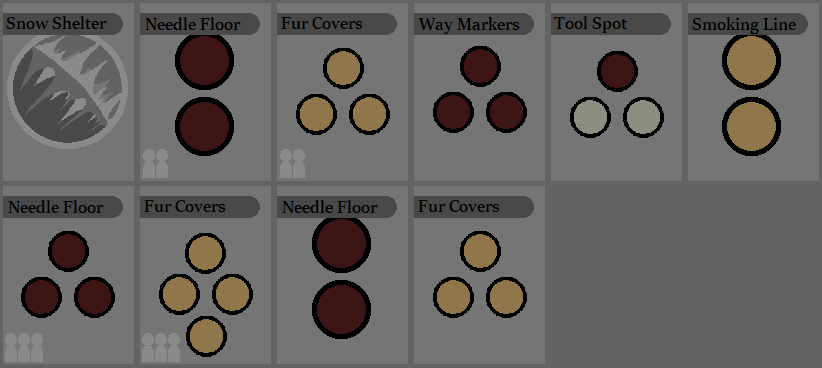 Snow Shelter
Needle Floor
Fur Covers
Way Markers
Tool Spot
Smoking Line
Needle Floor
Fur Covers
Needle Floor
Fur Covers